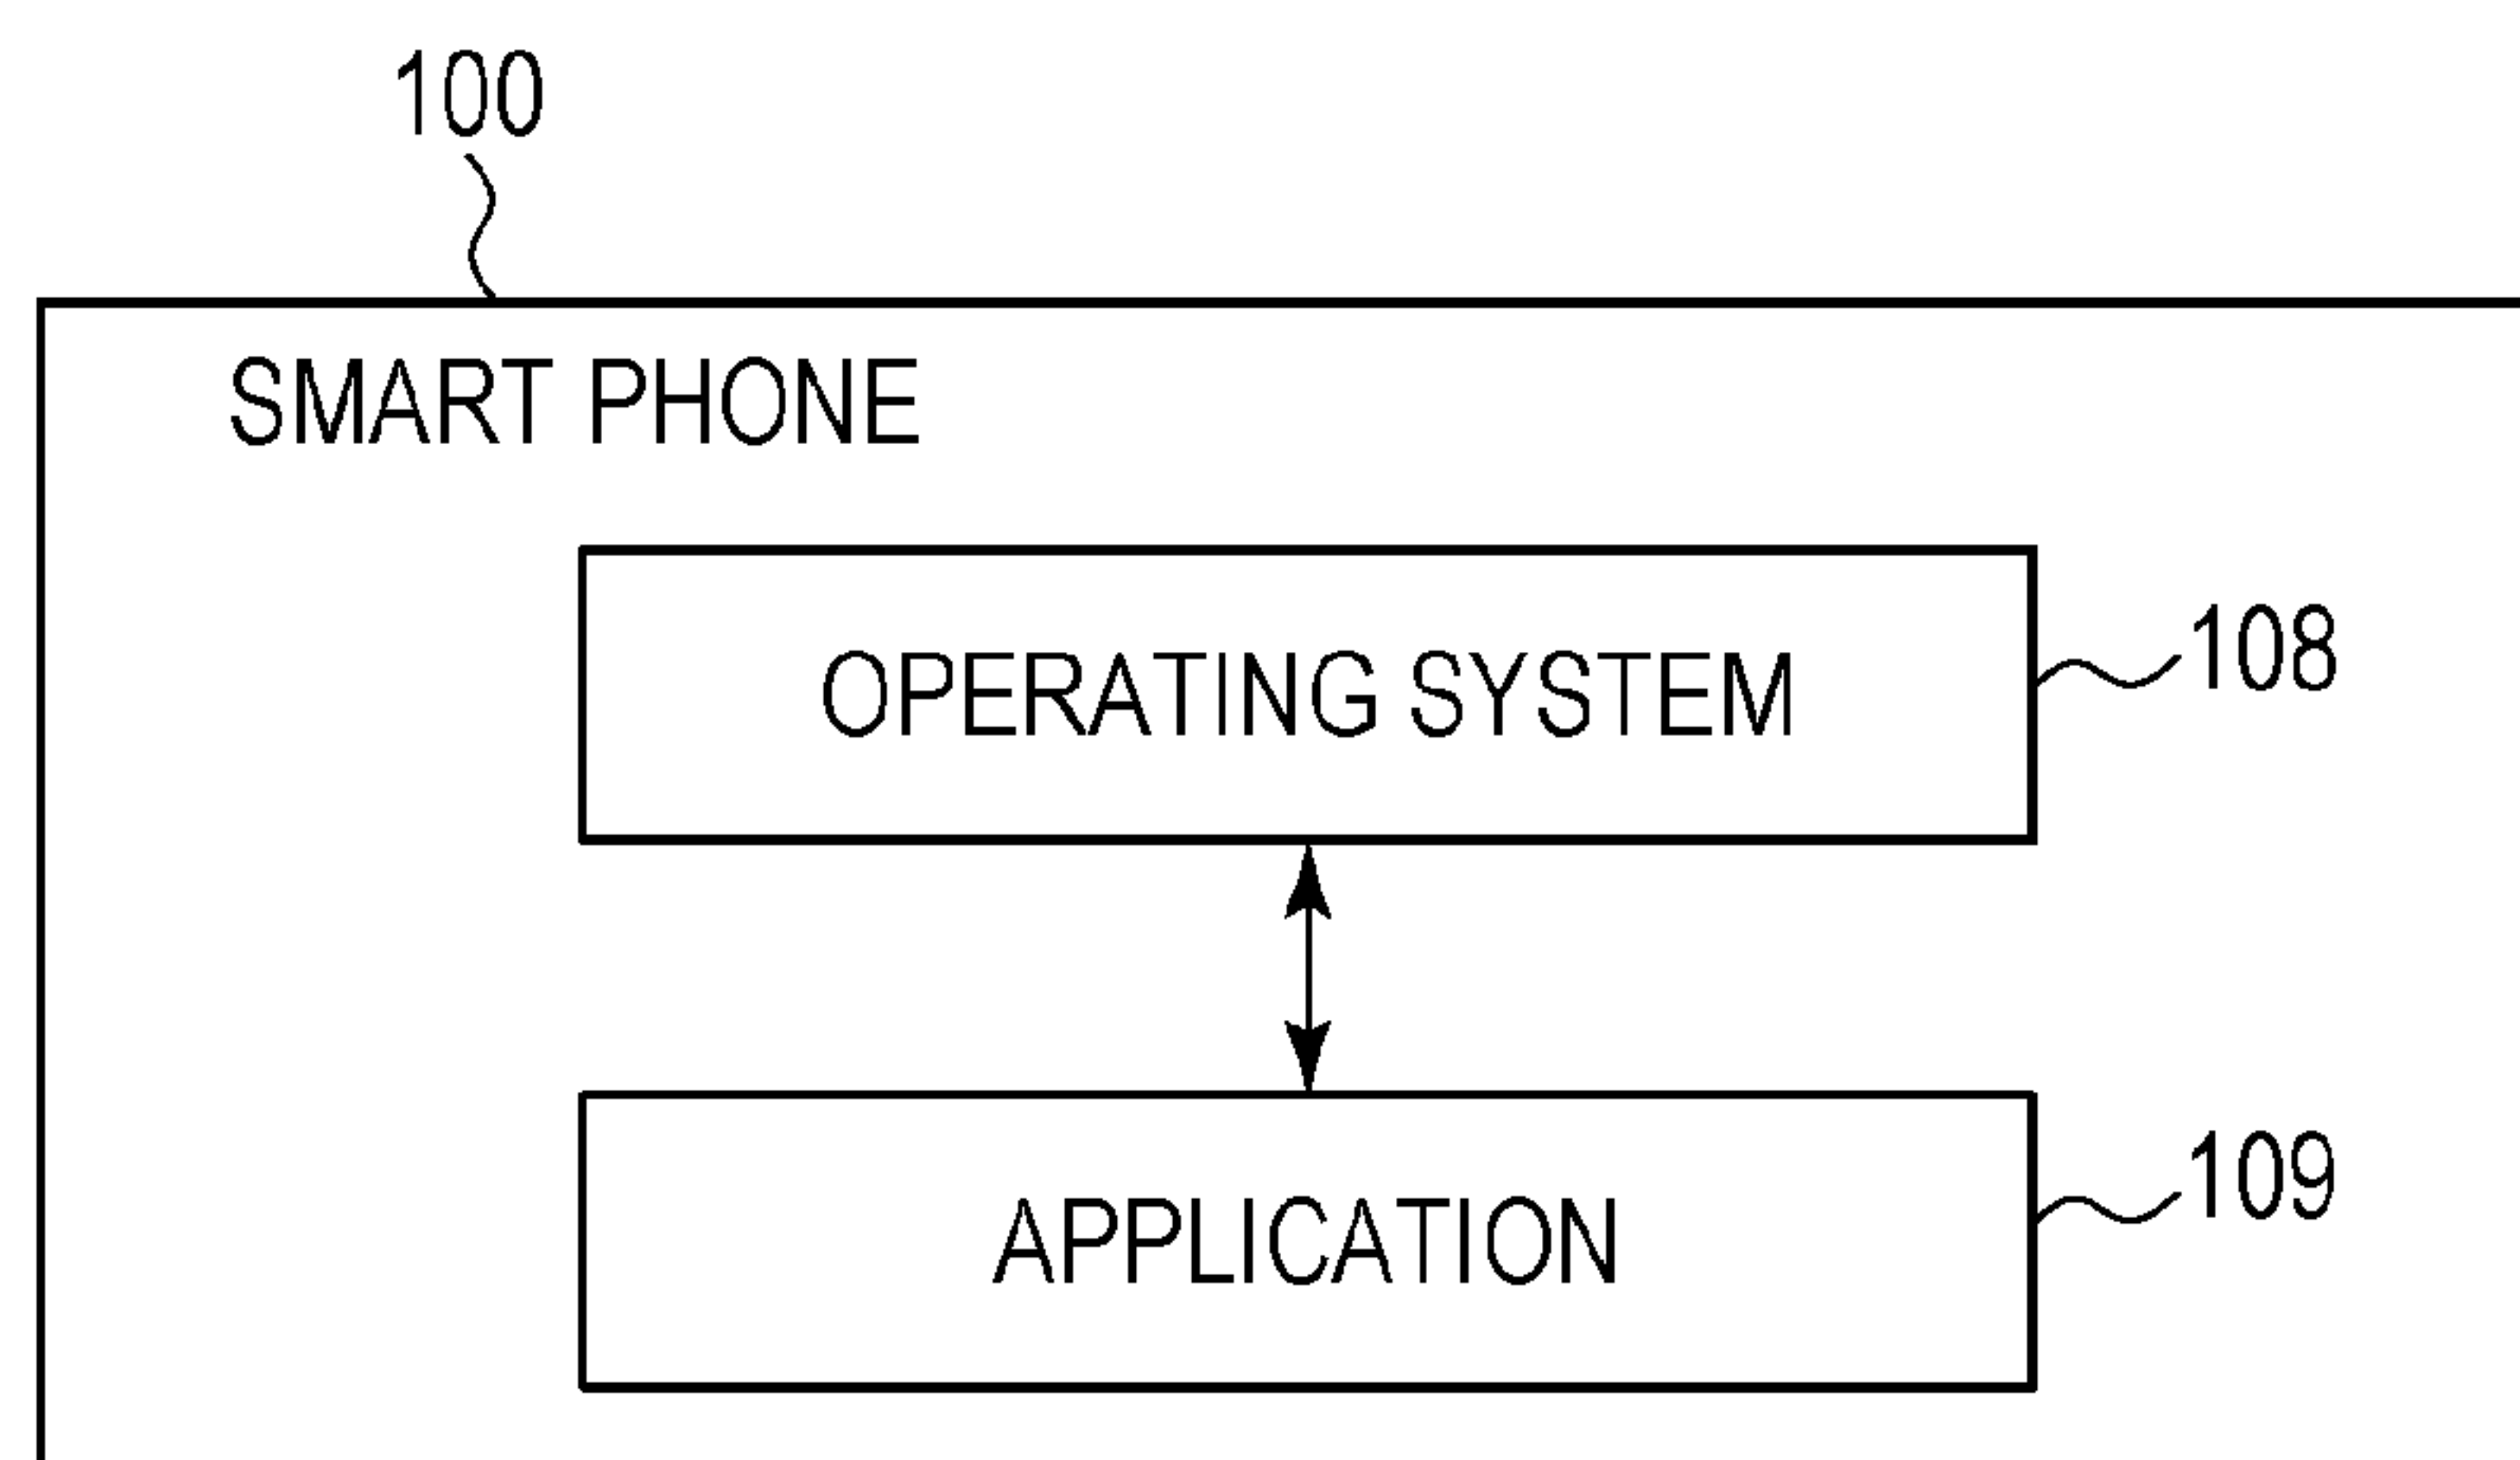 100
SMART PHONE
OPERATING SYSTEM
108
APPLICATION
109